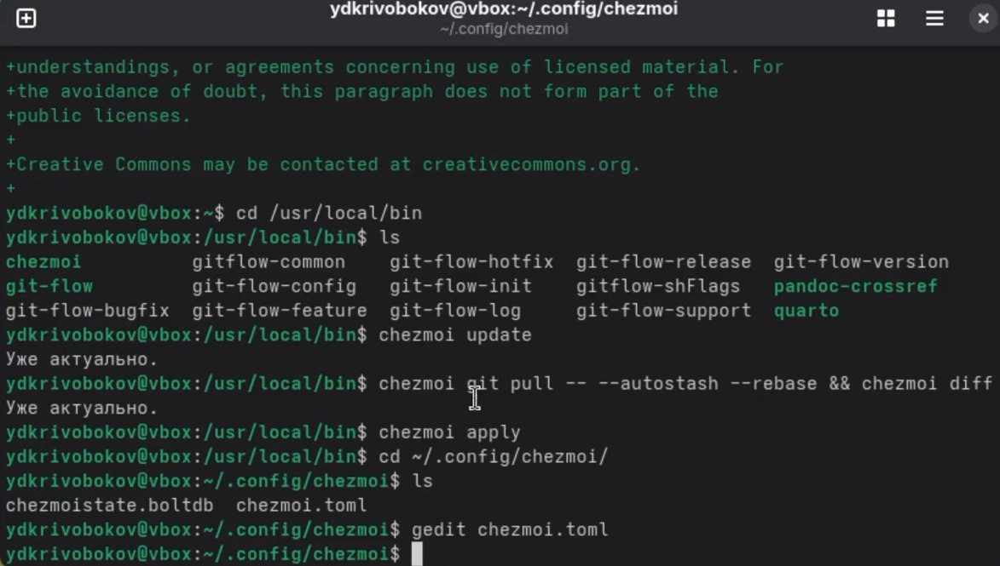 ydkrivobokov@vbox:~/.config/chezmoi
~/.config/chezmoi
+understandings, or agreements concerning use of licensed material. For
+the avoidance of doubt, this paragraph does not form part of the
+public licenses.
+
+Creative Commons may be contacted at creativecommons.org.
+
ydkrivobokov@vbox:~$ cd /usr/local/bin
ydkrivobokov@vbox:/usr/local/bin$ ls
chezmoi gitflow-common git-flow-hotfix git-flow-release git-flow-version
git-flow git-flow-config git-flow-init gitflow-shFlags pandoc-crossref
git-flow-bugfix git-flow-feature git-flow-log git-flow-support quarto
ydkrivobokov@vbox:/usr/local/bin$ chezmoi update
Уже актуально.
ydkrivobokov@vbox:/usr/local/bin$ chezmoi git pull -- --autostash --rebase && chezmoi diff
Уже актуально.
ydkrivobokov@vbox:/usr/local/bin$ chezmoi apply
ydkrivobokov@vbox:/usr/local/bin$ cd ~/.config/chezmoi/
ydkrivobokov@vbox:~/.config/chezmoi$ ls
chezmoistate.boltdb chezmoi.toml
ydkrivobokov@vbox:~/.config/chezmoi$ gedit chezmoi.toml
ydkrivobokov@vbox:~/.config/chezmoi$